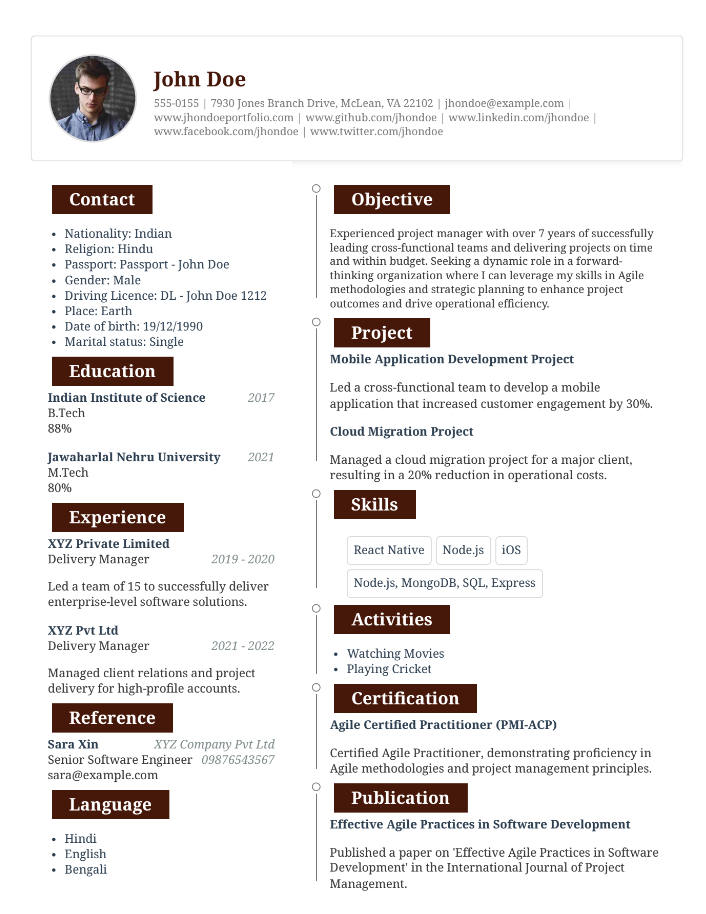 John Doe
555-0155 | 7930 Jones Branch Drive, McLean, VA 22102 | jhondoe@example.com |
www.jhondoeportfolio.com | www.github.com/jhondoe | www.linkedin.com/jhondoe |
www.facebook.com/jhondoe | www.twitter.com/jhondoe
Contact
• Nationality: Indian
• Religion: Hindu
• Passport: Passport - John Doe
• Gender: Male
• Driving Licence: DL - John Doe 1212
• Place: Earth
• Date of birth: 19/12/1990
• Marital status: Single
Education
Indian Institute of Science 2017
B.Tech
88%
Jawaharlal Nehru University 2021
M.Tech
80%
Experience
XYZ Private Limited
Delivery Manager 2019 - 2020
Led a team of 15 to successfully deliver
enterprise-level software solutions.
XYZ Pvt Ltd
Delivery Manager 2021 - 2022
Managed client relations and project
delivery for high-profile accounts.
Reference
Sara Xin XYZ Company Pvt Ltd
Senior Software Engineer 09876543567
sara@example.com
Language
• Hindi
• English
• Bengali
Objective
Experienced project manager with over 7 years of successfully
leading cross-functional teams and delivering projects on time
and within budget. Seeking a dynamic role in a forward-
thinking organization where I can leverage my skills in Agile
methodologies and strategic planning to enhance project
outcomes and drive operational efficiency.
Project
Mobile Application Development Project
Led a cross-functional team to develop a mobile
application that increased customer engagement by 30%.
Cloud Migration Project
Managed a cloud migration project for a major client,
resulting in a 20% reduction in operational costs.
Skills
React Native Node.js iOS
Node.js, MongoDB, SQL, Express
Activities
• Watching Movies
• Playing Cricket
Certification
Agile Certified Practitioner (PMI-ACP)
Certified Agile Practitioner, demonstrating proficiency in
Agile methodologies and project management principles.
Publication
Effective Agile Practices in Software Development
Published a paper on 'Effective Agile Practices in Software
Development' in the International Journal of Project
Management.